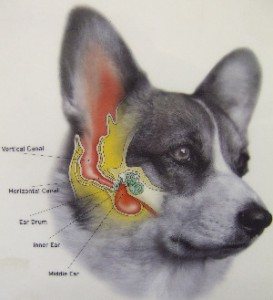 Vertical Canal
Horizontal Canal
Ear Drum
Inner Ear
Middle Ear